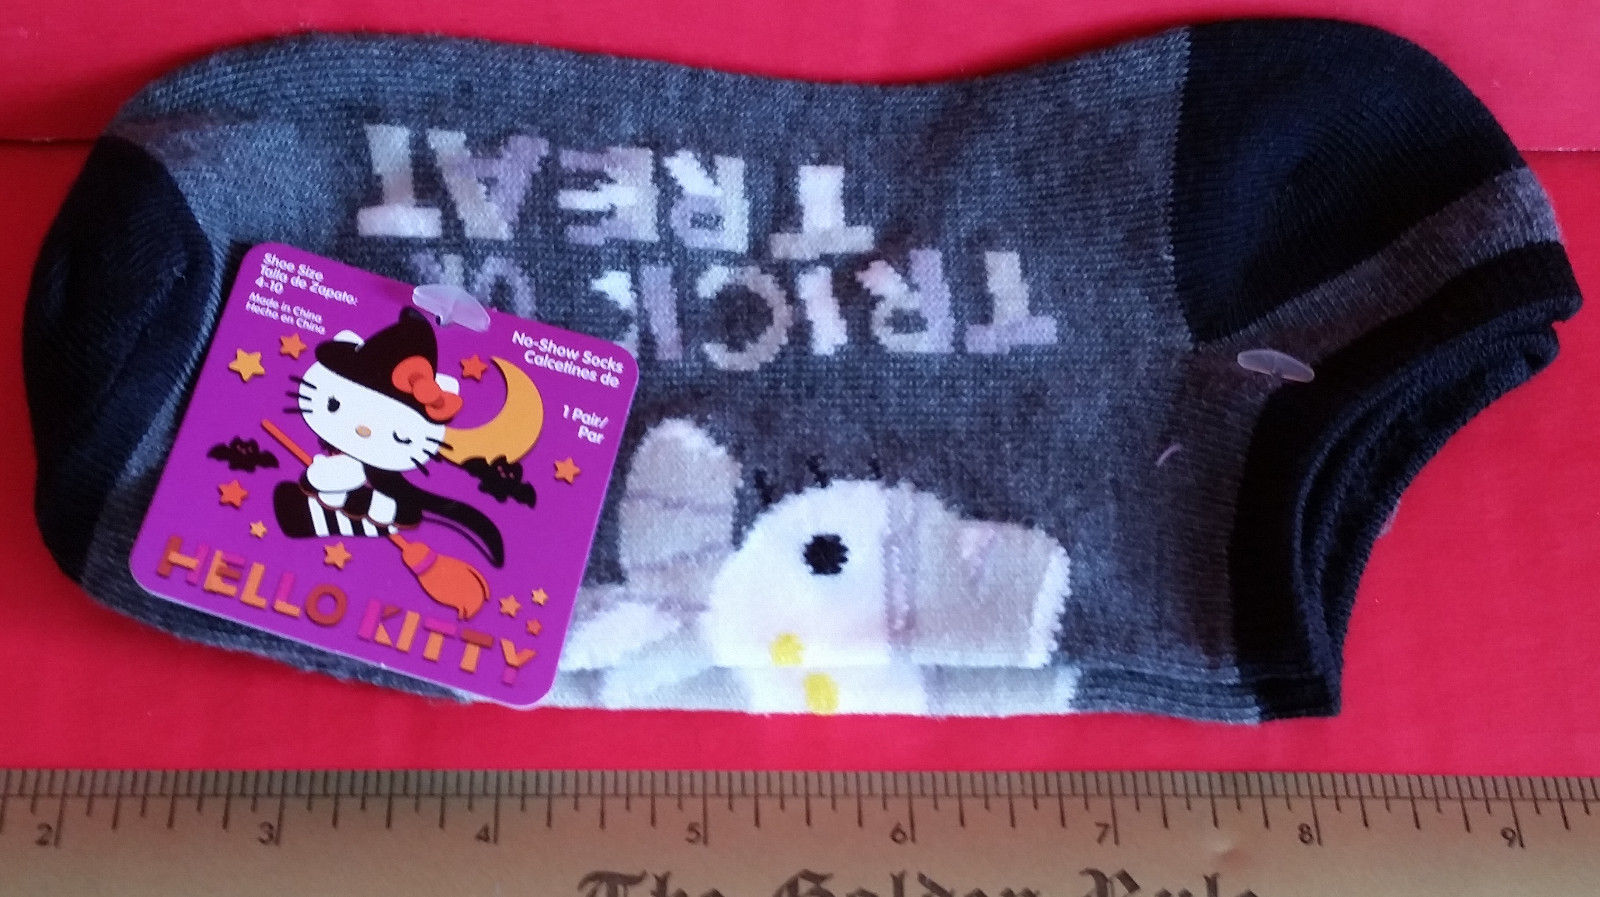 TRICK OR
TREAT
Shoe Size
Talla de Zapato:
4-10
Made in China
Hecho en China
No-Show Socks
Calcetines de
1 Pair/
Par
HELLO KITTY
2 3 4 5 6 7 8 9
The Golden Rule